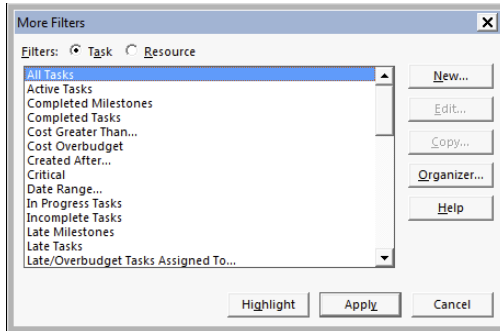 More Filters
Filters: Task Resource
All Tasks
Active Tasks
Completed Milestones
Completed Tasks
Cost Greater Than...
Cost Overbudget
Created After...
Critical
Date Range...
In Progress Tasks
Incomplete Tasks
Late Milestones
Late Tasks
Late/Overbudget Tasks Assigned To...
New...
Edit...
Copy...
Organizer...
Help
Highlight Apply Cancel